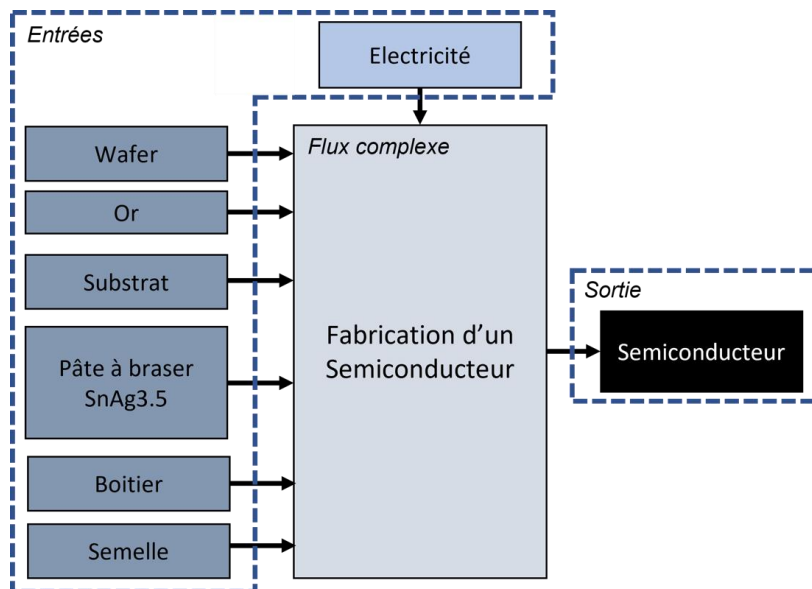 Entrées
Electricité
Wafer
Flux complexe
Or
Substrat
Sortie
Fabrication d'un
Semiconducteur
Semiconducteur
Pâte à braser
SnAg3.5
Boitier
Semelle